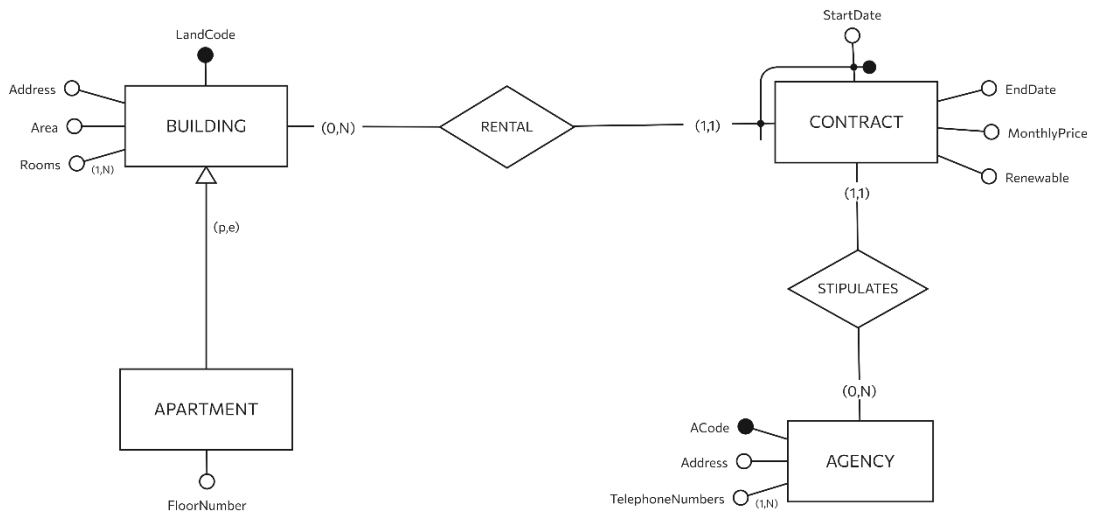 StartDate
LandCode
Address
EndDate
BUILDING
(0,N)
RENTAL
(1,1)
CONTRACT
Area
MonthlyPrice
Rooms
(1,N)
Renewable
(1,1)
(p,e)
STIPULATES
(0,N)
APARTMENT
ACode
Address
AGENCY
TelephoneNumbers
(1,N)
FloorNumber